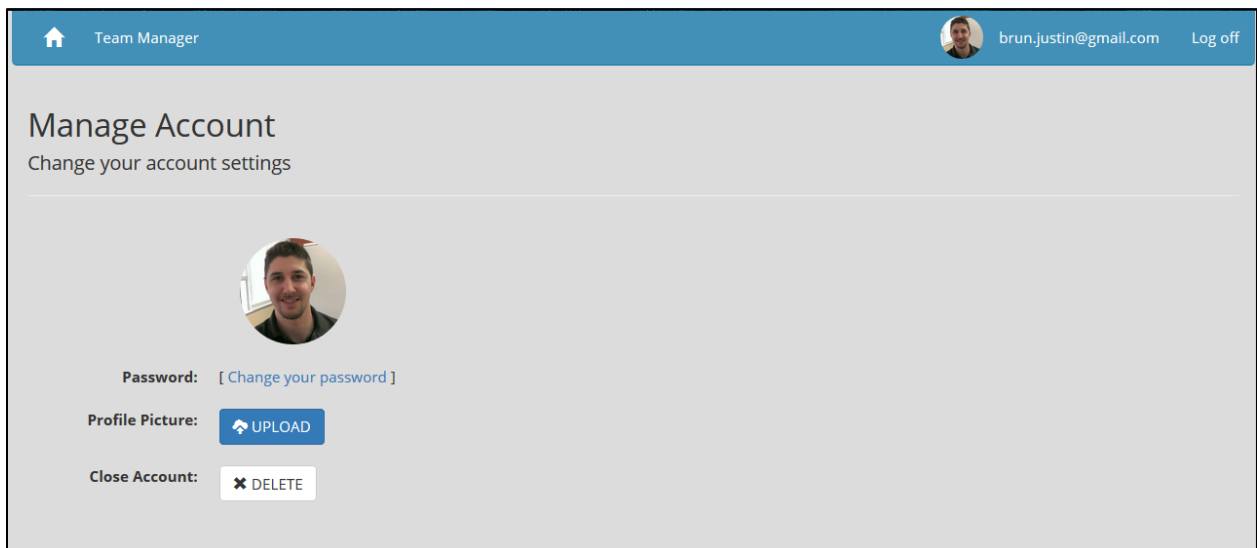 Team Manager brun.justin@gmail.com Log off
Manage Account
Change your account settings
Password: [ Change your password ]
Profile Picture: UPLOAD
Close Account: DELETE